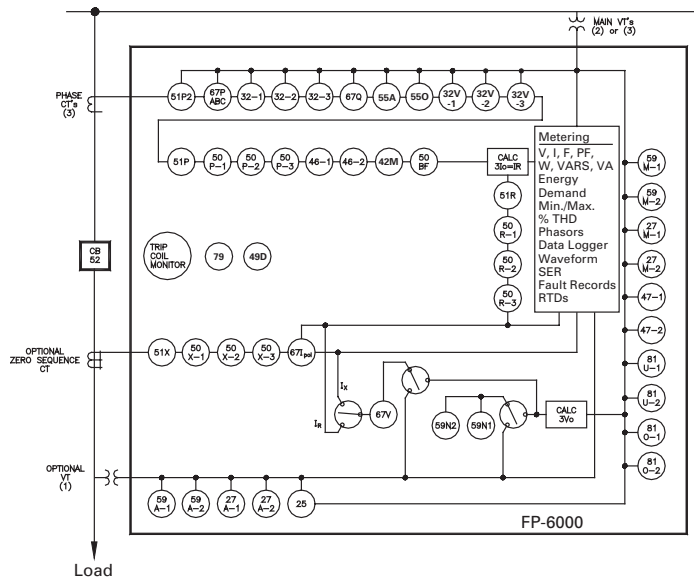 MAIN VT's
(2) or (3)
PHASE
CT's
(3)
51P2
67P
ABC
32-1
32-2
32-3
67Q
55A
55O
32V
-1
32V
-2
32V
-3
51P
50
P-1
50
P-2
50
P-3
46-1
46-2
42M
50
BF
CALC
3Io=IR
Metering
V, I, F, PF,
W, VARS, VA
Energy
Demand
Min./Max.
% THD
Phasors
Data Logger
Waveform
SER
Fault Records
RTDs
59
M-1
59
M-2
27
M-1
27
M-2
47-1
47-2
81
U-1
81
U-2
81
O-1
81
O-2
51R
50
R-1
50
R-2
50
R-3
CB
52
TRIP
COIL
MONITOR
79
49D
OPTIONAL
ZERO SEQUENCE
CT
51X
50
X-1
50
X-2
50
X-3
67Ipol
IX
IR
67V
59N2
59N1
CALC
3Vo
OPTIONAL
VT
(1)
59
A-1
59
A-2
27
A-1
27
A-2
25
FP-6000
Load